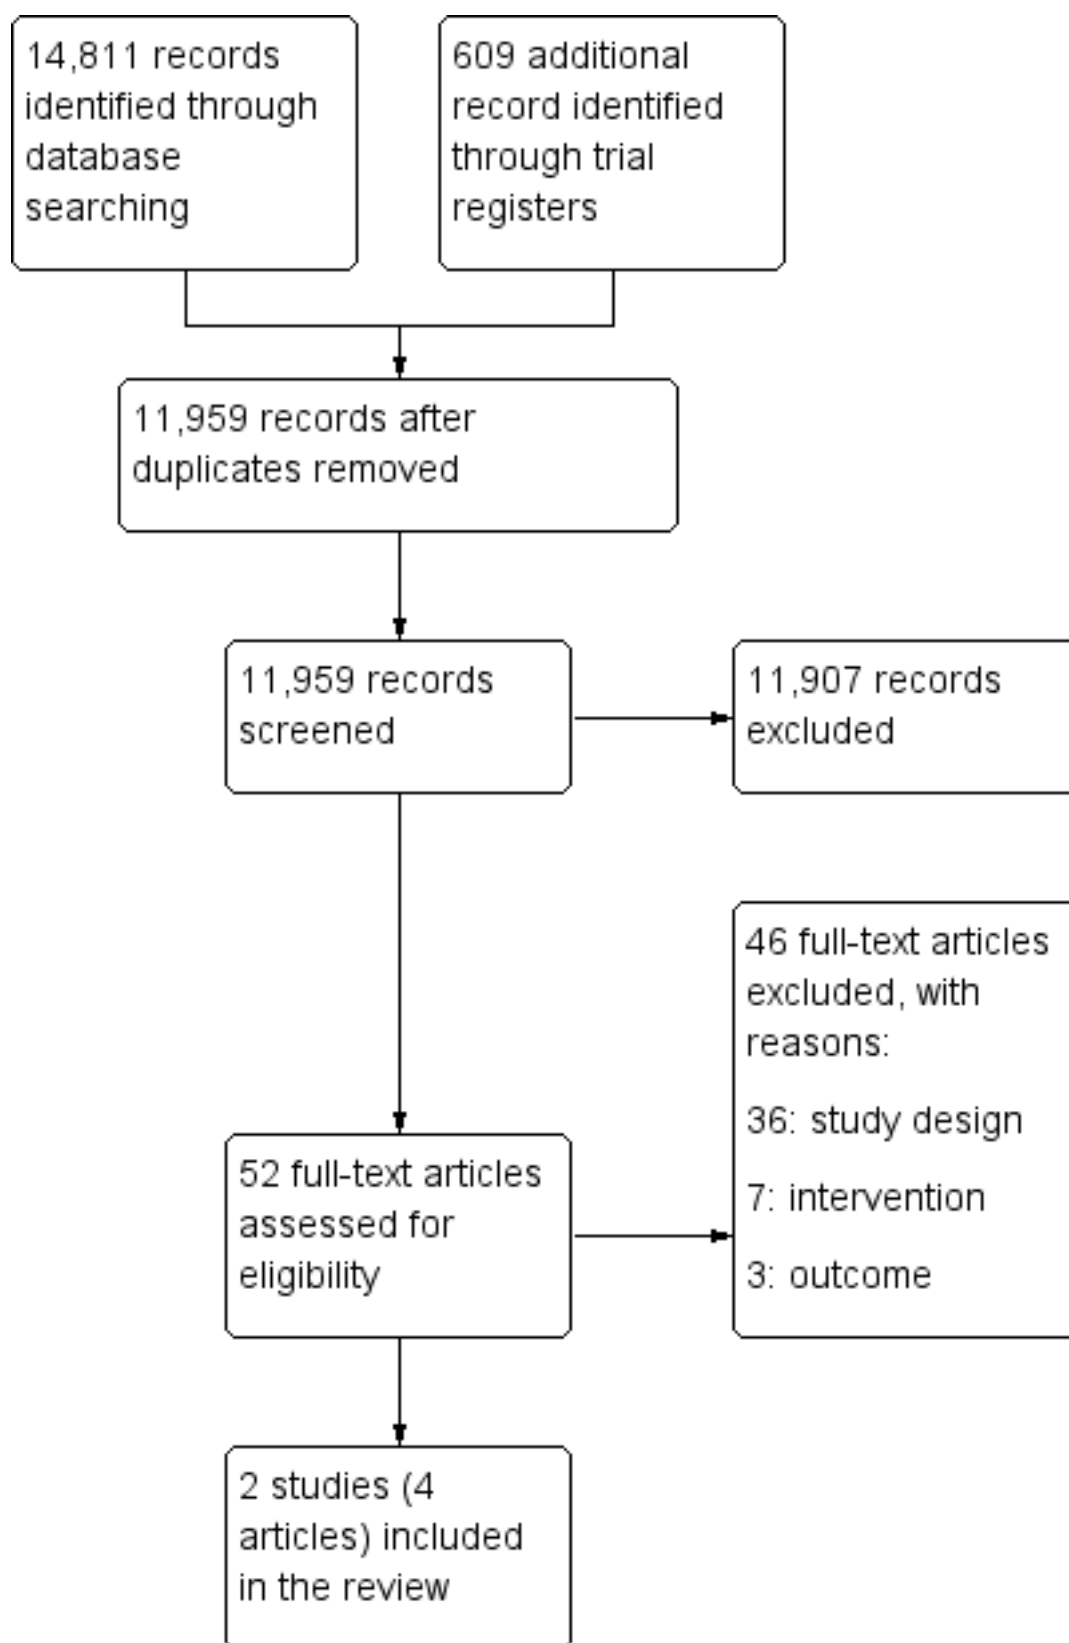 14,811 records
identified through
database
searching
609 additional
record identified
through trial
registers
11,959 records after
duplicates removed
11,959 records
screened
11,907 records
excluded
46 full-text articles
excluded, with
reasons:
36: study design
7: intervention
3: outcome
52 full-text articles
assessed for
eligibility
2 studies (4
articles) included
in the review